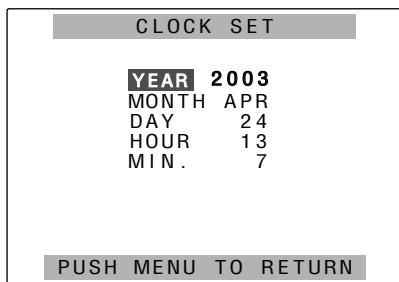 CLOCK SET
YEAR 2003
MONTH APR
DAY 24
HOUR 13
MIN. 7
PUSH MENU TO RETURN